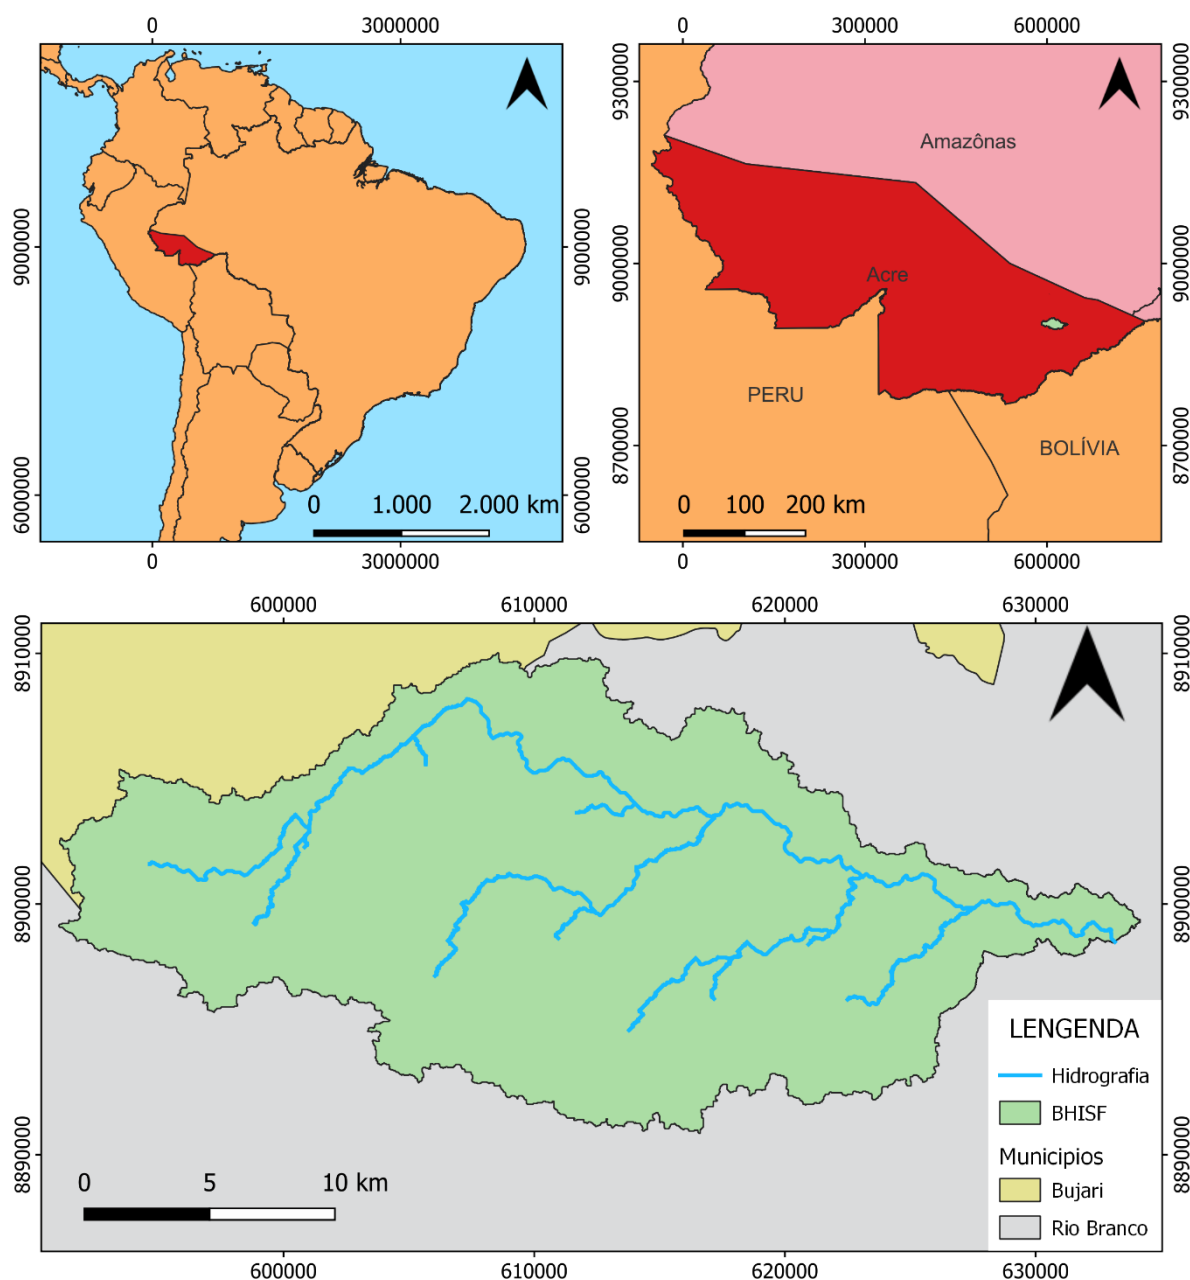 0 3000000
0 300000 600000
9000000 9000000
6000000 6000000
0 1.000 2.000 km
0 3000000
9300000 9300000
9000000 9000000
8700000 8700000
Amazônas
Acre
PERU
BOLÍVIA
0 100 200 km
0 300000 600000
600000 610000 620000 630000
8910000 8910000
8900000 8900000
8890000 8890000
0 5 10 km
LENGENDA
Hidrografia
BHISF
Municipios
Bujari
Rio Branco
600000 610000 620000 630000